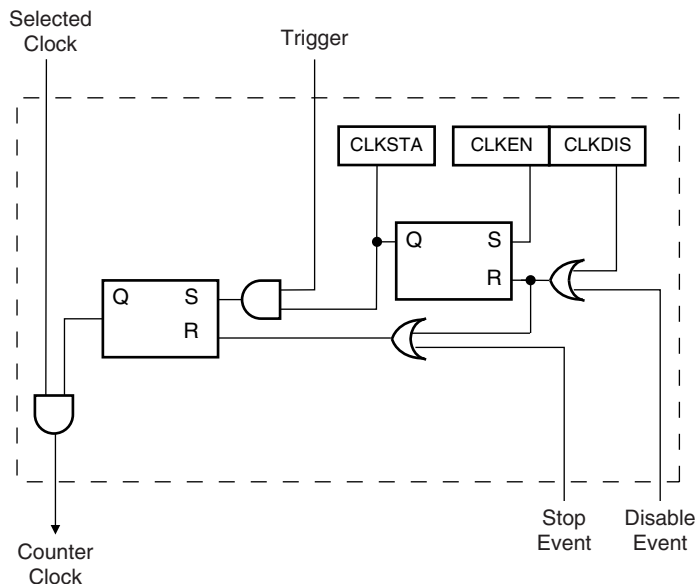 Selected
Clock
Trigger
CLKSTA
CLKEN
CLKDIS
Q
S
R
Q
S
R
Stop
Event
Disable
Event
Counter
Clock